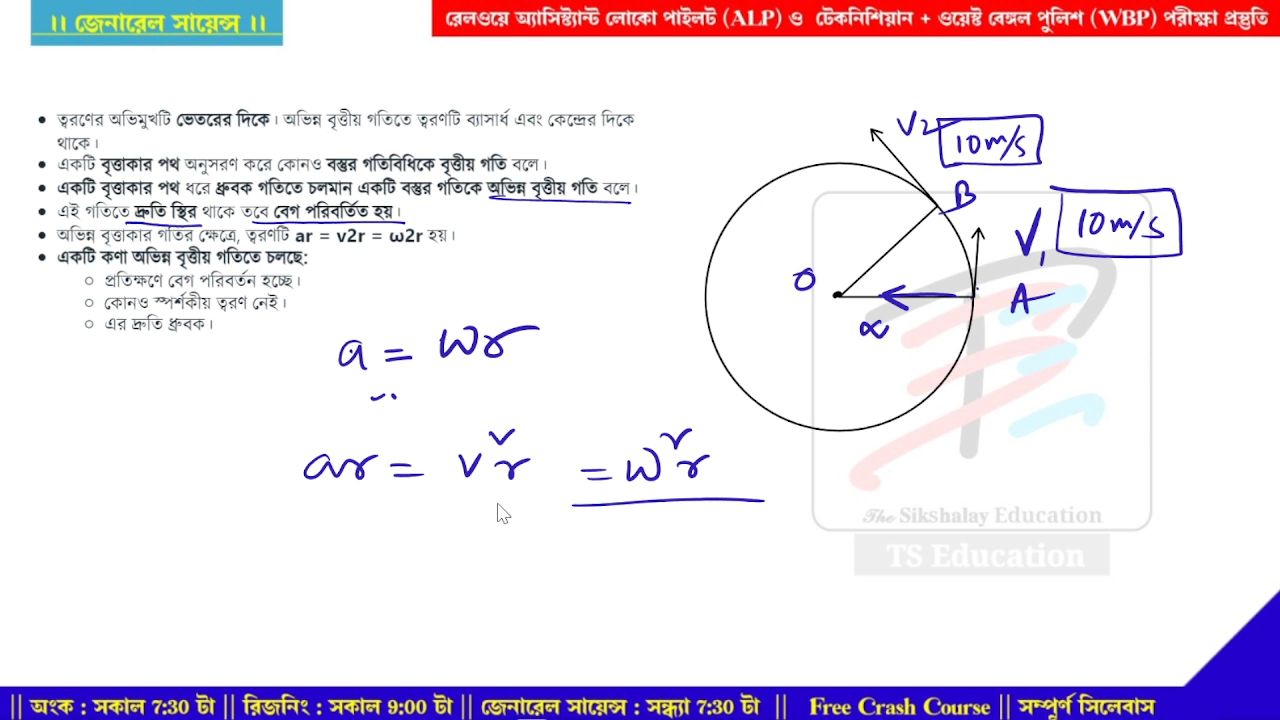 ।। জেনারেল সায়েন্স ।।
রেলওয়ে অ্যাসিস্ট্যান্ট লোকো পাইলট (ALP) ও টেকনিশিয়ান + ওয়েস্ট বেঙ্গল পুলিশ (WBP) পরীক্ষা প্রস্তুতি
• ত্বরণের অভিমুখটি ভেতরের দিকে। অভিন্ন বৃত্তীয় গতিতে ত্বরণটি ব্যাসার্ধ এবং কেন্দ্রের দিকে
থাকে।
• একটি বৃত্তাকার পথ অনুসরণ করে কোনও বস্তুর গতিবিধিকে বৃত্তীয় গতি বলে।
• একটি বৃত্তাকার পথ ধরে ধ্রুবক গতিতে চলমান একটি বস্তুর গতিকে অভিন্ন বৃত্তীয় গতি বলে।
• এই গতিতে দ্রুতি স্থির থাকে তবে বেগ পরিবর্তিত হয়।
• অভিন্ন বৃত্তাকার গতির ক্ষেত্রে, ত্বরণটি ar = v2r = ω2r হয়।
• একটি কণা অভিন্ন বৃত্তীয় গতিতে চলছে:
○ প্রতিক্ষণে বেগ পরিবর্তন হচ্ছে।
○ কোনও স্পর্শকীয় ত্বরণ নেই।
○ এর দ্রুতি ধ্রুবক।
V2 10m/s
B
V1 10m/s
O
A
∝
a = ωr
ar = v²r = ω²r
The Sikshalay Education
TS Education
|| অংক : সকাল 7:30 টা || রিজনিং : সকাল 9:00 টা || জেনারেল সায়েন্স : সন্ধ্যা 7:30 টা || Free Crash Course || সম্পূর্ণ সিলেবাস